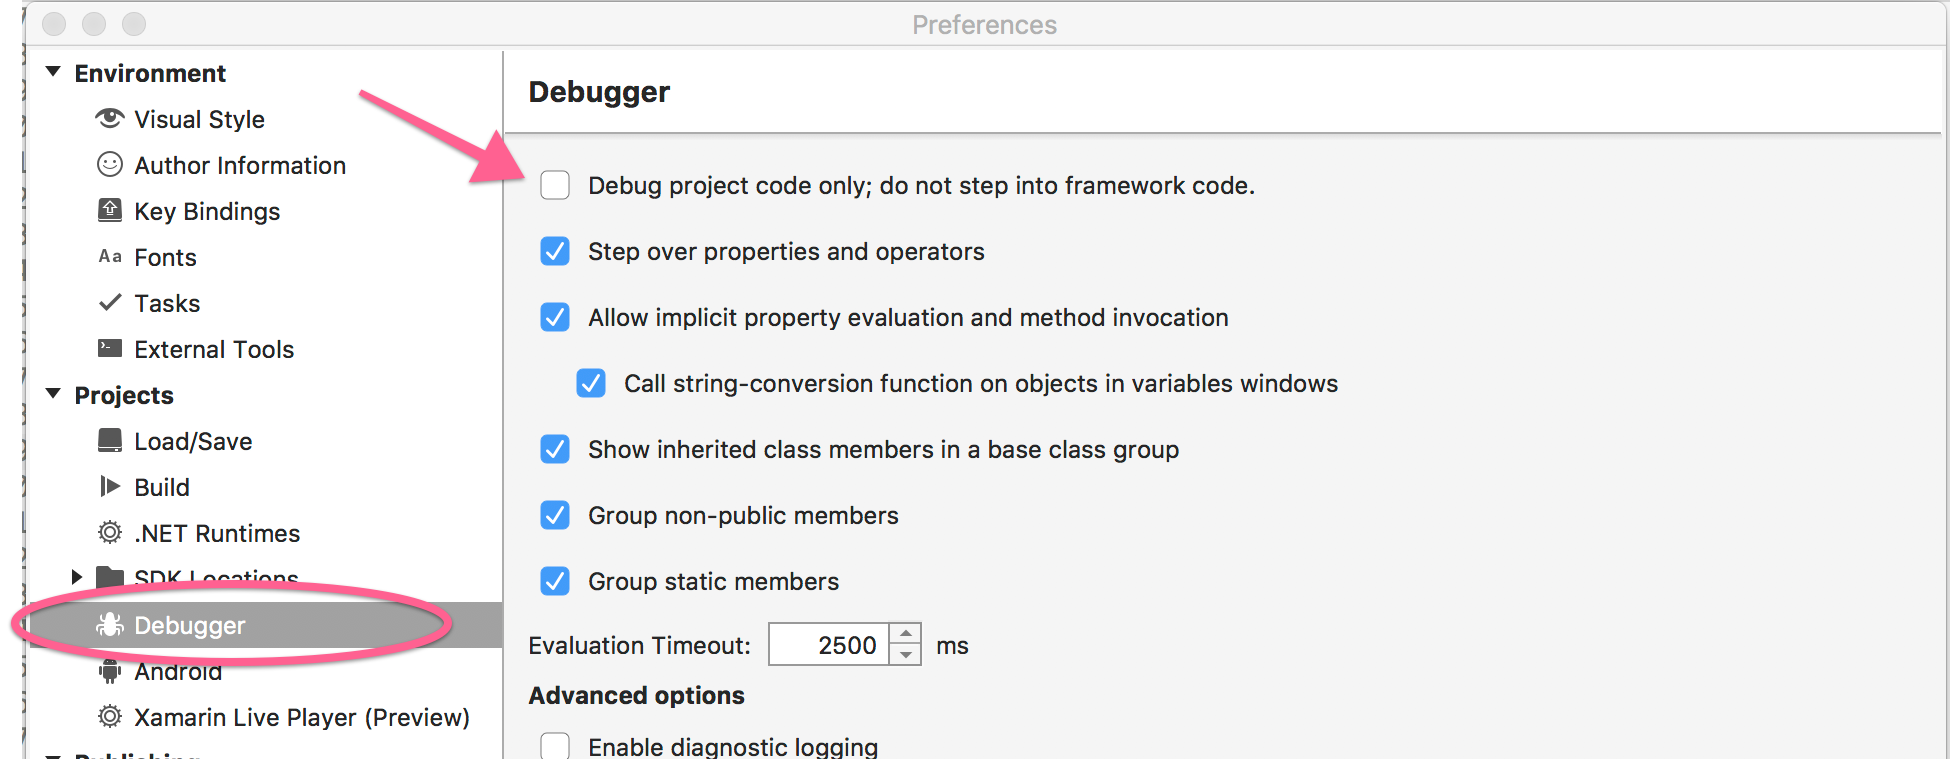 Preferences
Environment
Visual Style
Author Information
Key Bindings
Aa Fonts
Tasks
External Tools
Projects
Load/Save
Build
.NET Runtimes
SDK Locations
Debugger
Android
Xamarin Live Player (Preview)
Publishing
Debugger
Debug project code only; do not step into framework code.
Step over properties and operators
Allow implicit property evaluation and method invocation
Call string-conversion function on objects in variables windows
Show inherited class members in a base class group
Group non-public members
Group static members
Evaluation Timeout: 2500 ms
Advanced options
Enable diagnostic logging